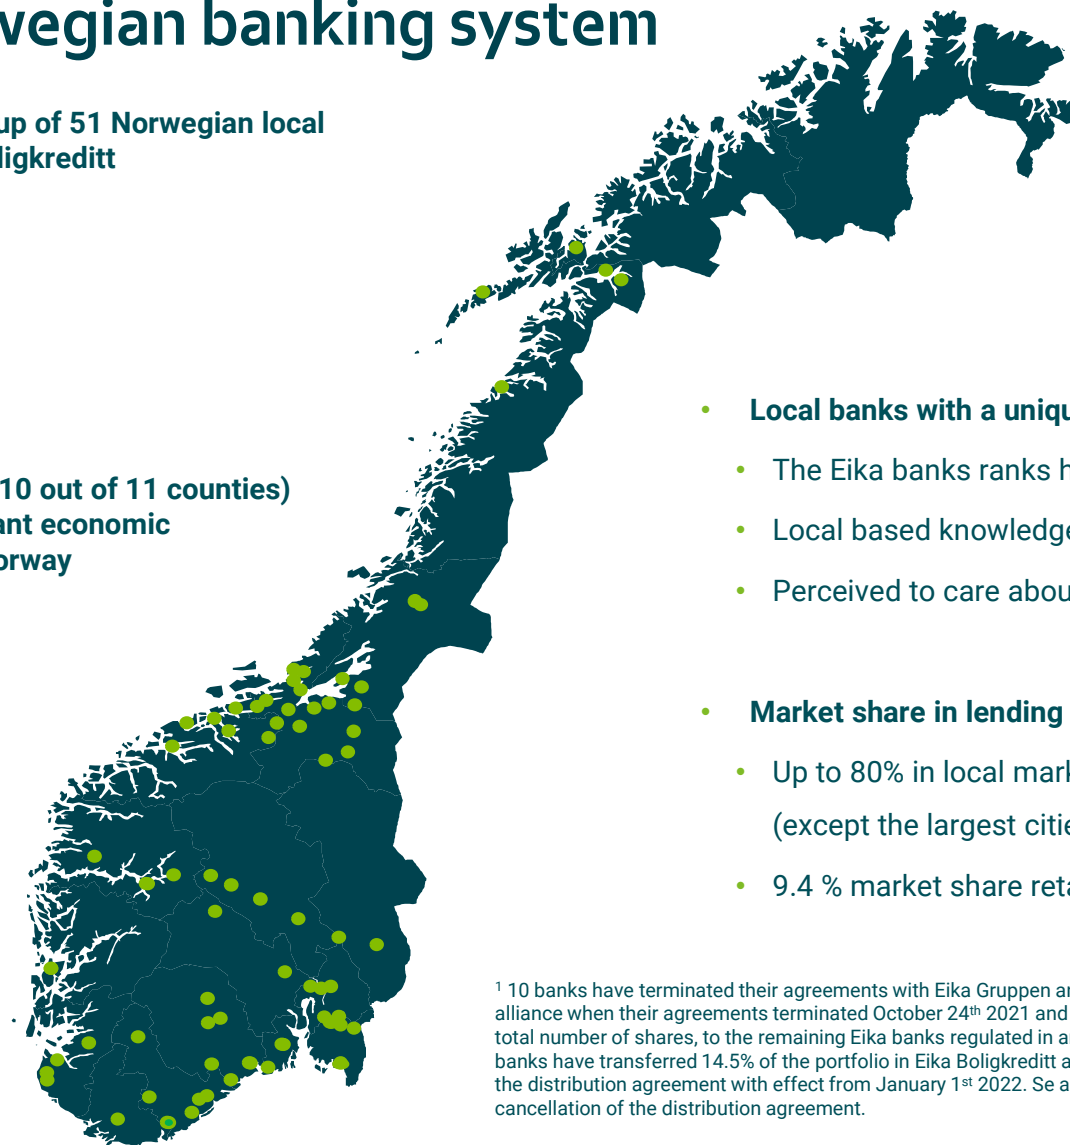 wegian banking system
up of 51 Norwegian local
ligkreditt
10 out of 11 counties)
ant economic
orway
• Local banks with a uniqu
• The Eika banks ranks h
• Local based knowledge
• Perceived to care abou
• Market share in lending
• Up to 80% in local mark
(except the largest citie
• 9.4 % market share reta
¹ 10 banks have terminated their agreements with Eika Gruppen an
alliance when their agreements terminated October 24th 2021 and
total number of shares, to the remaining Eika banks regulated in a
banks have transferred 14.5% of the portfolio in Eika Boligkreditt a
the distribution agreement with effect from January 1st 2022. Se a
cancellation of the distribution agreement.